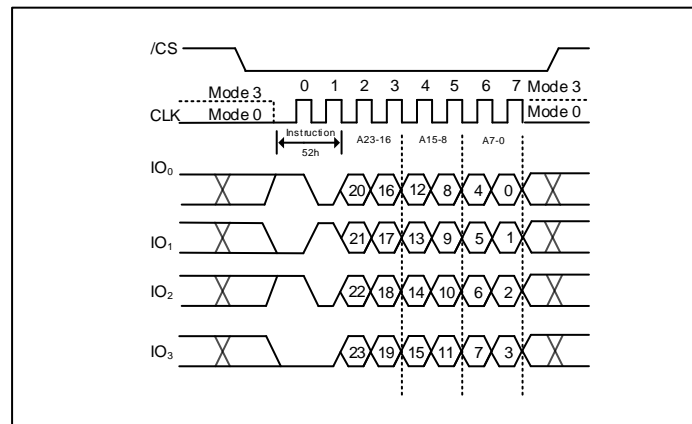 /CS
0 1 2 3 4 5 6 7
Mode 3 Mode 3
CLK Mode 0 Mode 0
Instruction A23-16 A15-8 A7-0
52h
IO0
20 16 12 8 4 0
IO1
21 17 13 9 5 1
IO2
22 18 14 10 6 2
IO3
23 19 15 11 7 3